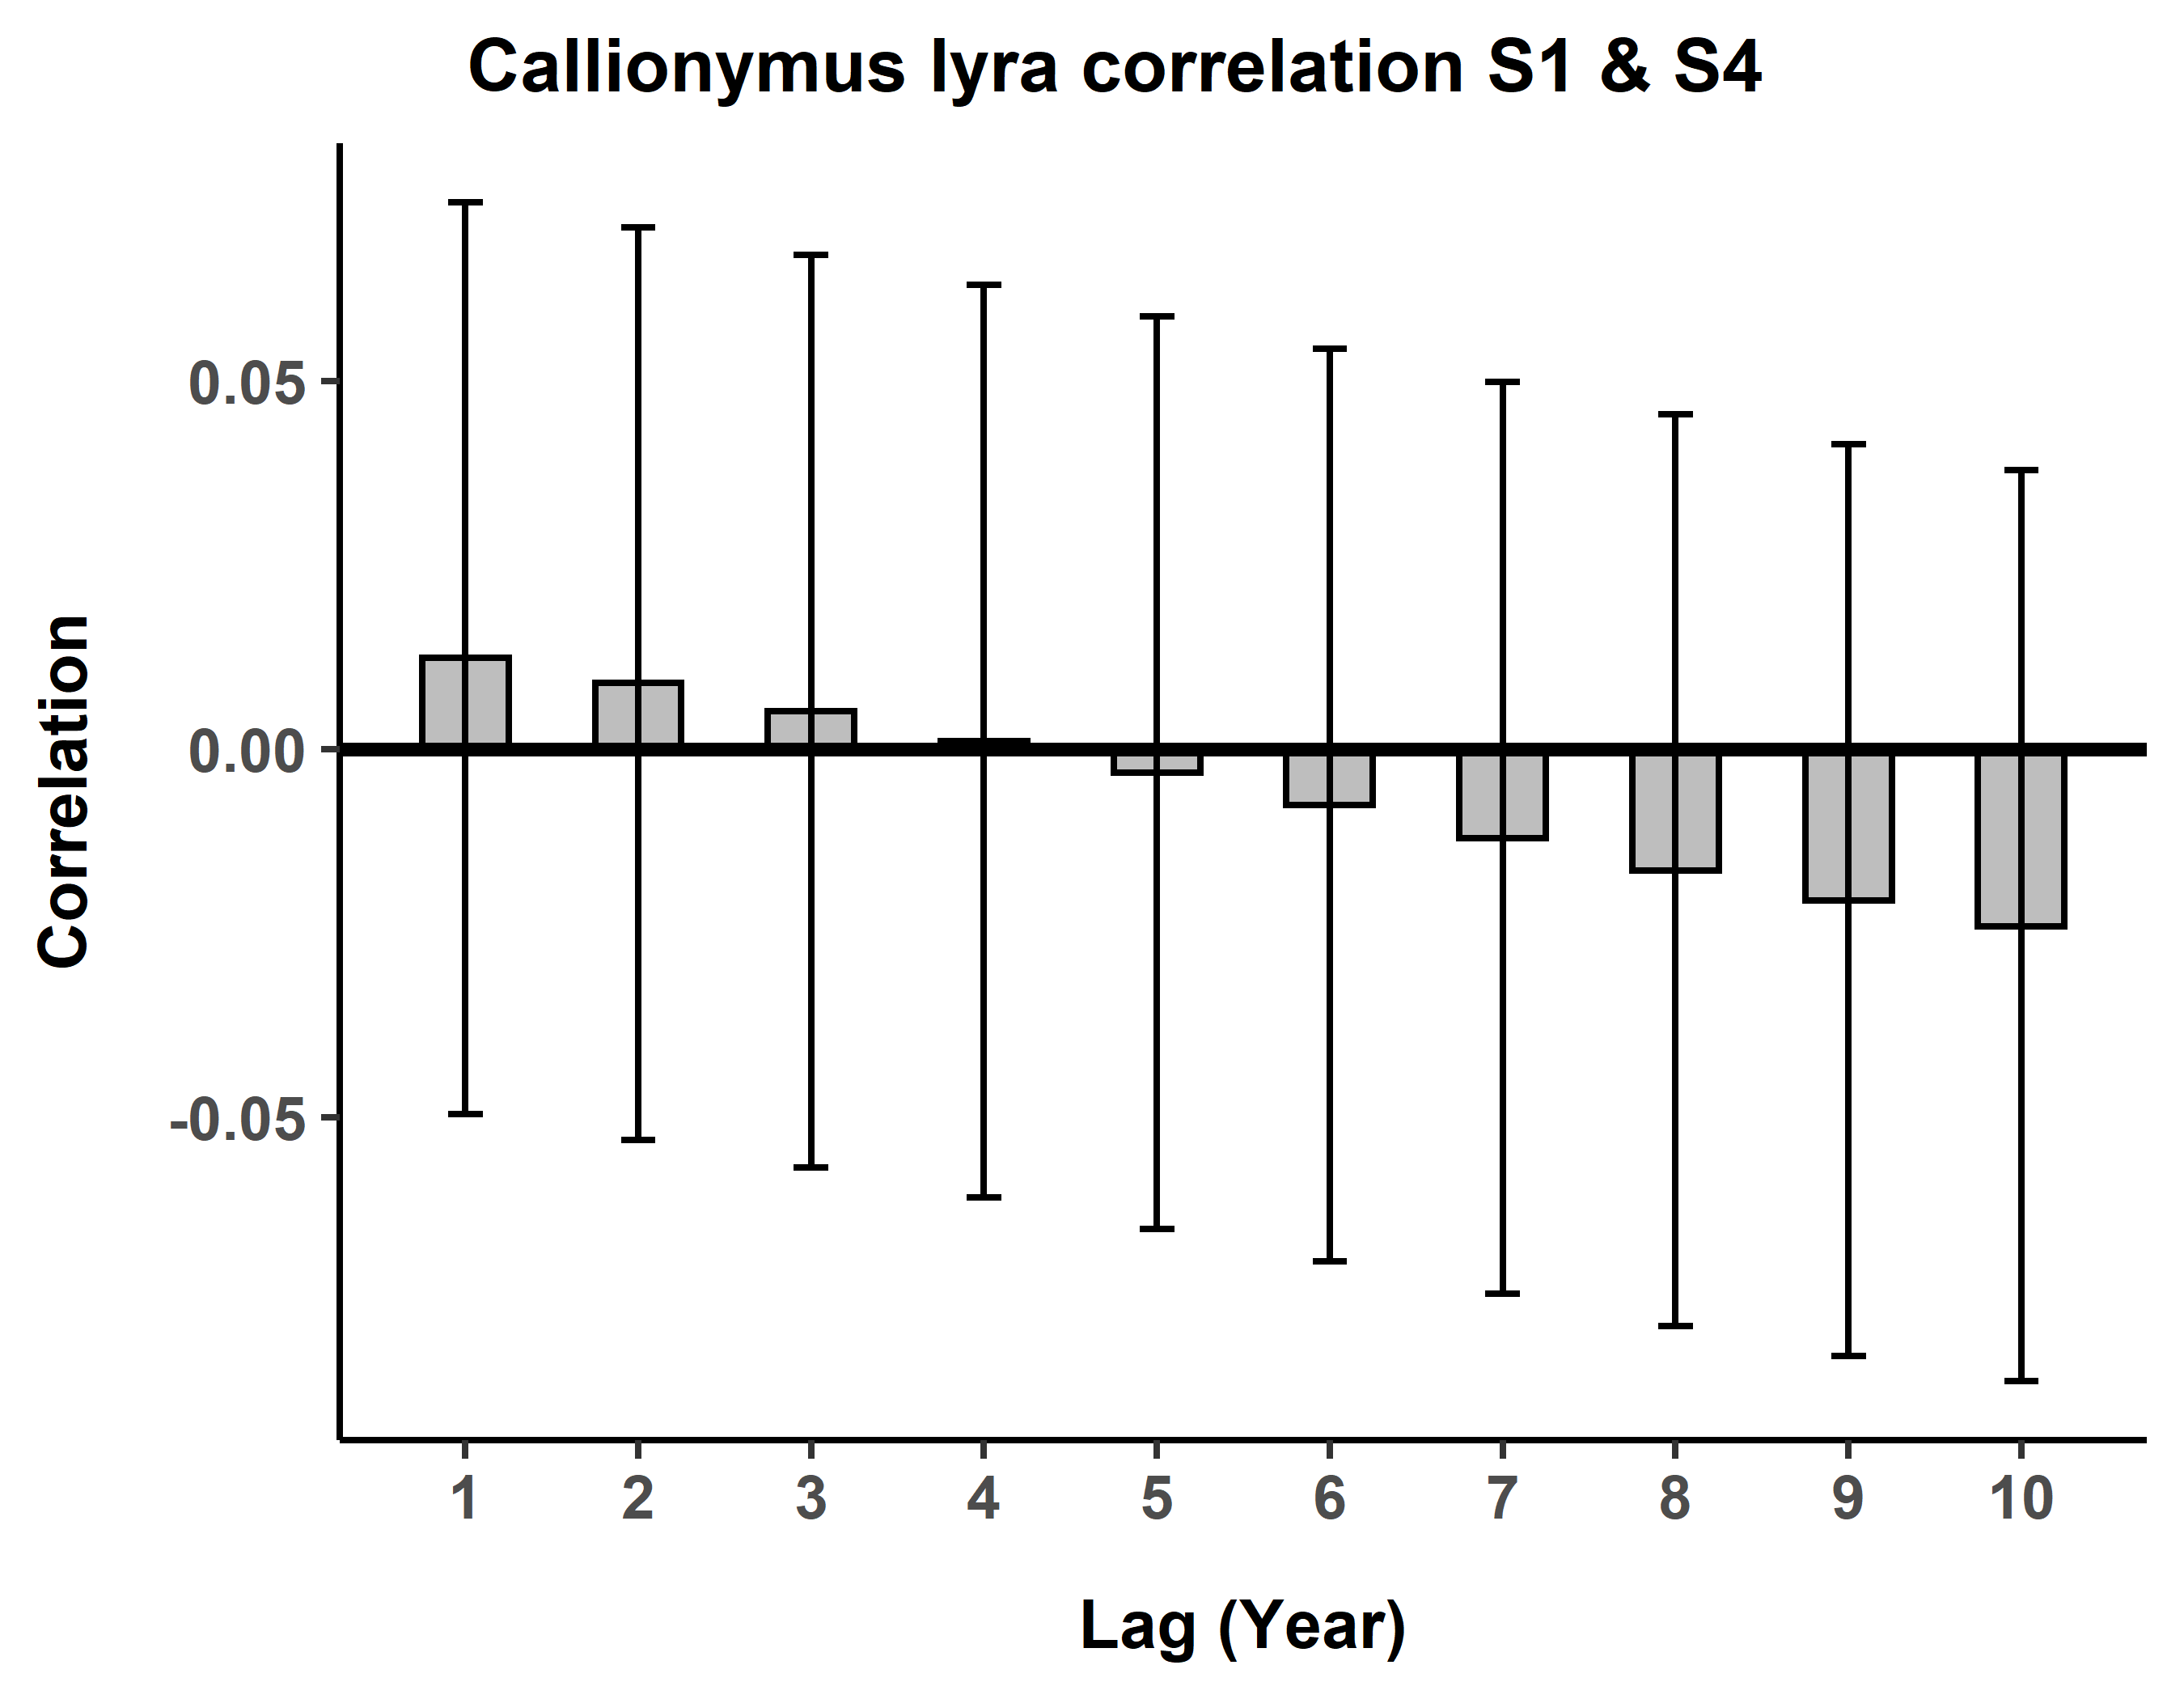 Callionymus lyra correlation S1 & S4
Correlation
0.05
0.00
-0.05
1 2 3 4 5 6 7 8 9 10
Lag (Year)